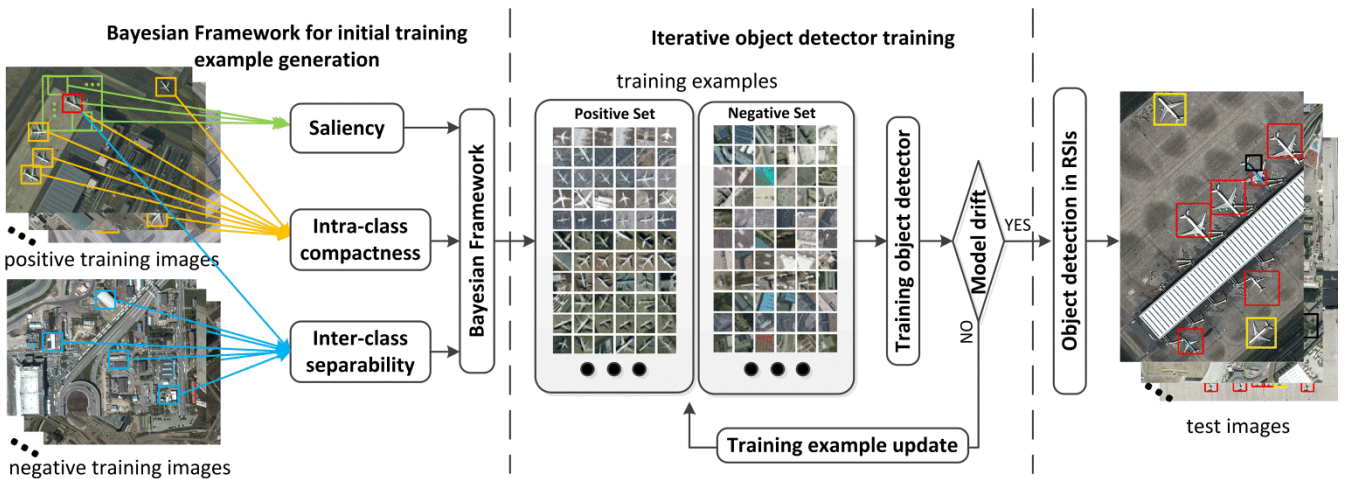 Bayesian Framework for initial training
example generation
Iterative object detector training
training examples
Positive Set
Negative Set
Saliency
Intra-class
compactness
Inter-class
separability
Bayesian Framework
Training object detector
Model drift
YES
NO
Training example update
Object detection in RSIs
positive training images
negative training images
test images